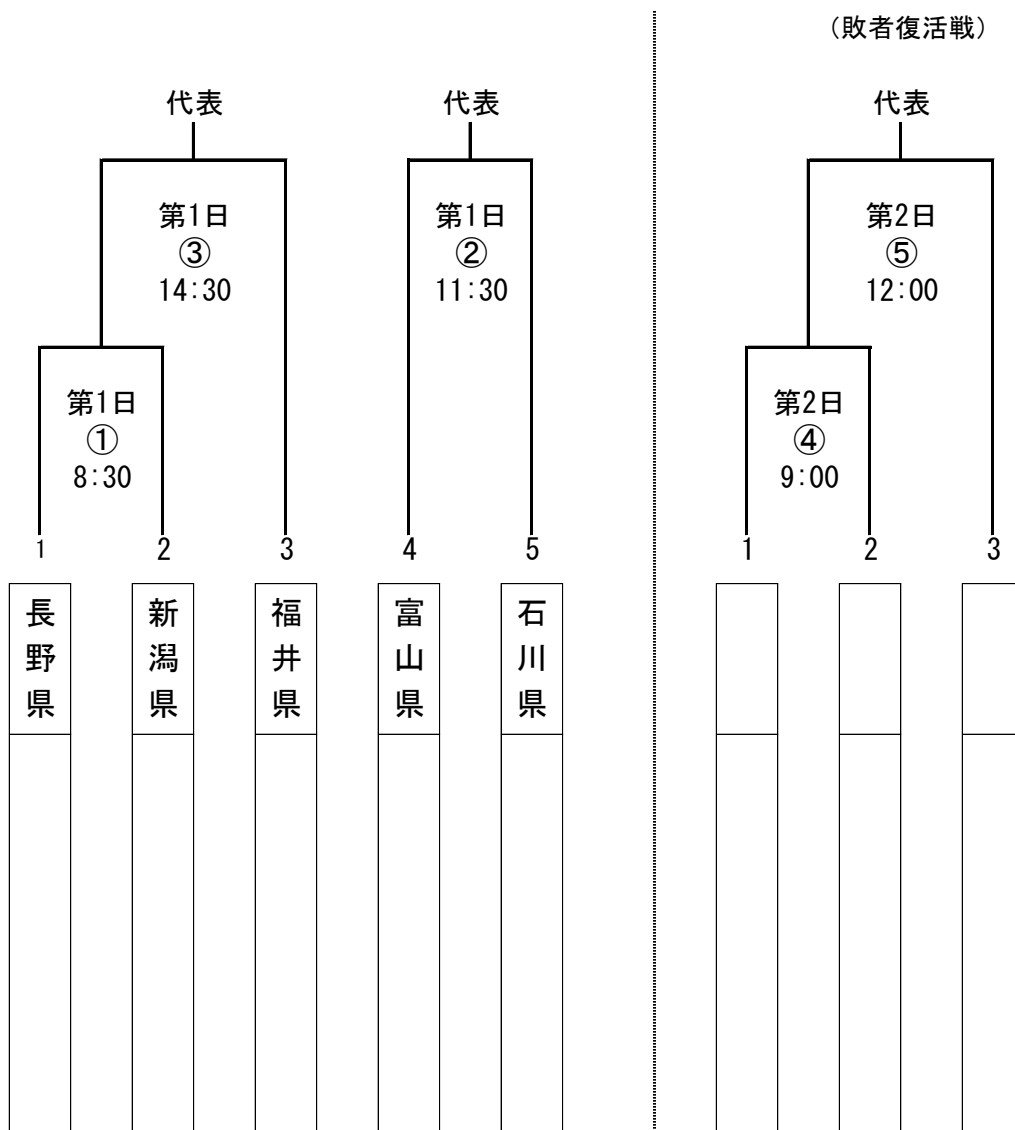 (敗者復活戦)
代表
代表
代表
第1日
③
14:30
第1日
②
11:30
第2日
⑤
12:00
第1日
①
8:30
第2日
④
9:00
1
2
3
4
5
1
2
3
長野県
新潟県
福井県
富山県
石川県